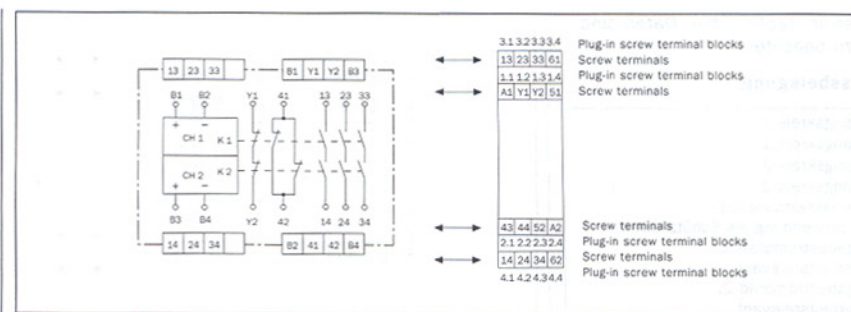 13 23 33
B1 Y1 Y2 B3
B1 B2 Y1 41 13 23 33
+ −
CH 1 K1
CH 2 K2
+ −
B3 B4 Y2 42 14 24 34
14 24 34
B2 41 42 B4
3.1 3.2 3.3 3.4 Plug-in screw terminal blocks
13 23 33 61 Screw terminals
1.1 1.2 1.3 1.4 Plug-in screw terminal blocks
A1 Y1 Y2 51 Screw terminals
43 44 52 A2 Screw terminals
2.1 2.2 2.3 2.4 Plug-in screw terminal blocks
14 24 34 62 Screw terminals
4.1 4.2 4.3 4.4 Plug-in screw terminal blocks